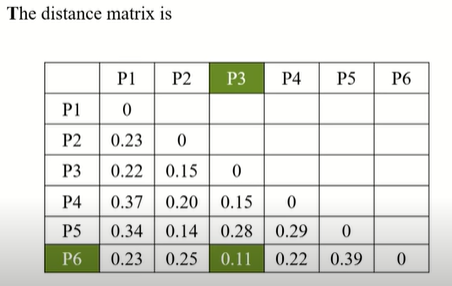 The distance matrix is
P1 P2 P3 P4 P5 P6
P1 0
P2 0.23 0
P3 0.22 0.15 0
P4 0.37 0.20 0.15 0
P5 0.34 0.14 0.28 0.29 0
P6 0.23 0.25 0.11 0.22 0.39 0